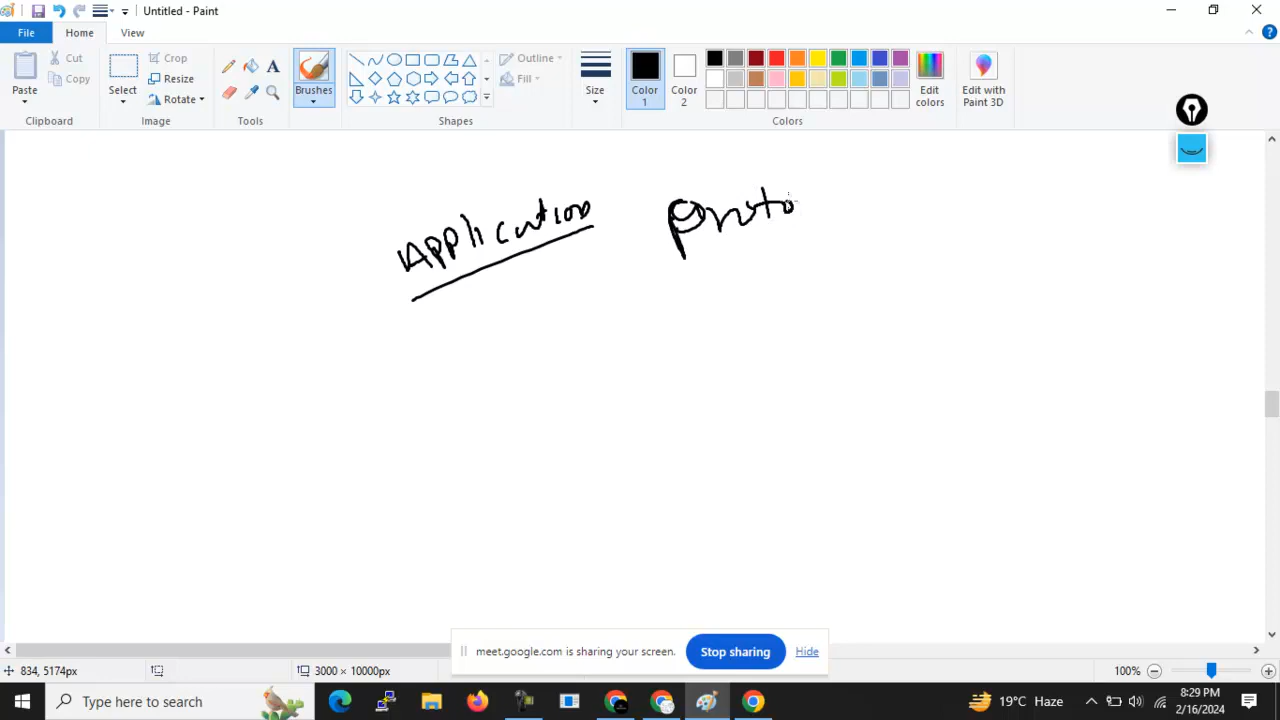 Untitled - Paint
File Home View
Paste
Cut
Copy
Clipboard
Select
Crop
Resize
Rotate
Image
A
Tools
Brushes
Outline
Fill
Shapes
Size
Color 1
Color 2
Edit colors
Edit with Paint 3D
Colors
Application Proto
meet.google.com is sharing your screen. Stop sharing Hide
834, 5174px 3000 × 10000px 100%
Type here to search 19°C Haze 8:29 PM
2/16/2024